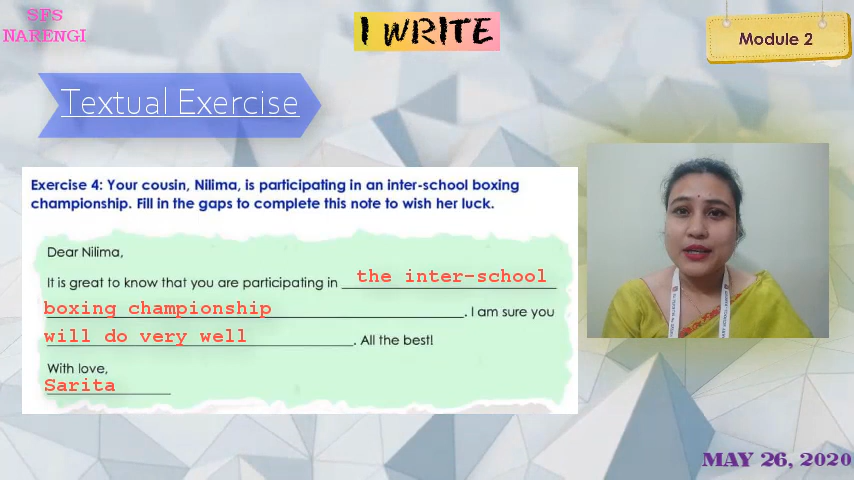 SFS
NARENGI
I WRITE
Module 2
Textual Exercise
Exercise 4: Your cousin, Nilima, is participating in an inter-school boxing
championship. Fill in the gaps to complete this note to wish her luck.
Dear Nilima,
It is great to know that you are participating in the inter-school
boxing championship. I am sure you
will do very well. All the best!
With love,
Sarita
MAY 26, 2020